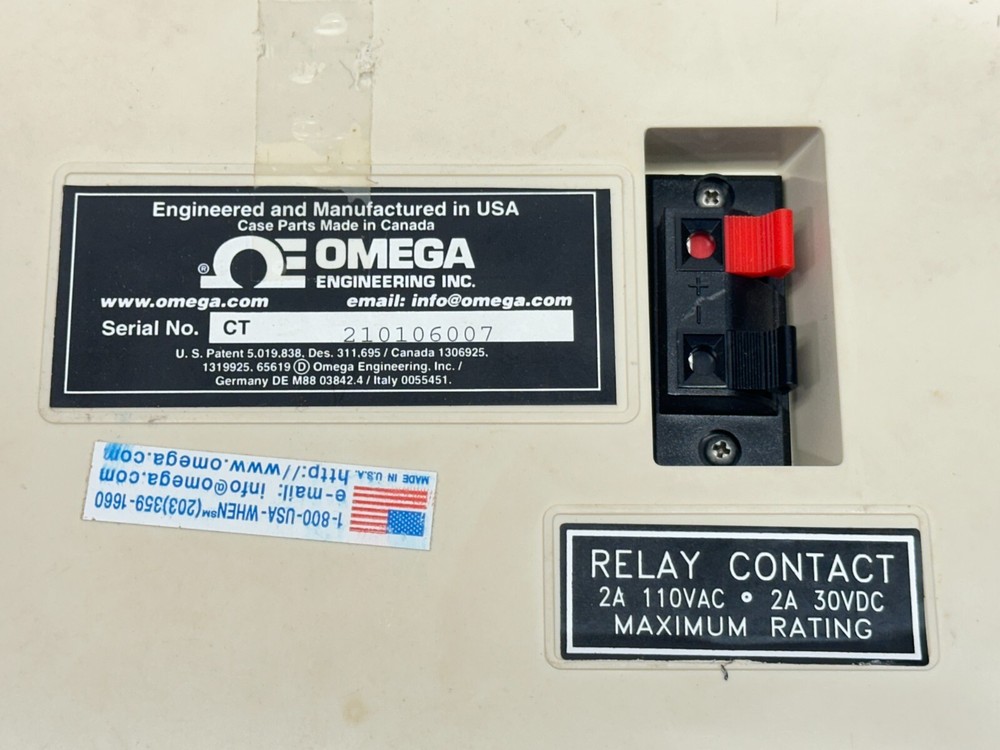 Engineered and Manufactured in USA
Case Parts Made in Canada
® OMEGA
ENGINEERING INC.
www.omega.com email: info@omega.com
Serial No. CT 210106007
U. S. Patent 5.019.838, Des. 311.695 / Canada 1306925.
1319925. 65619 Ⓓ Omega Engineering. Inc. /
Germany DE M88 03842.4 / Italy 0055451.
+
-
1-800-USA-WHEN℠(203)359-1660
e-mail: info@omega.com
MADE IN U.S.A. http://www.omega.com
RELAY CONTACT
2A 110VAC • 2A 30VDC
MAXIMUM RATING